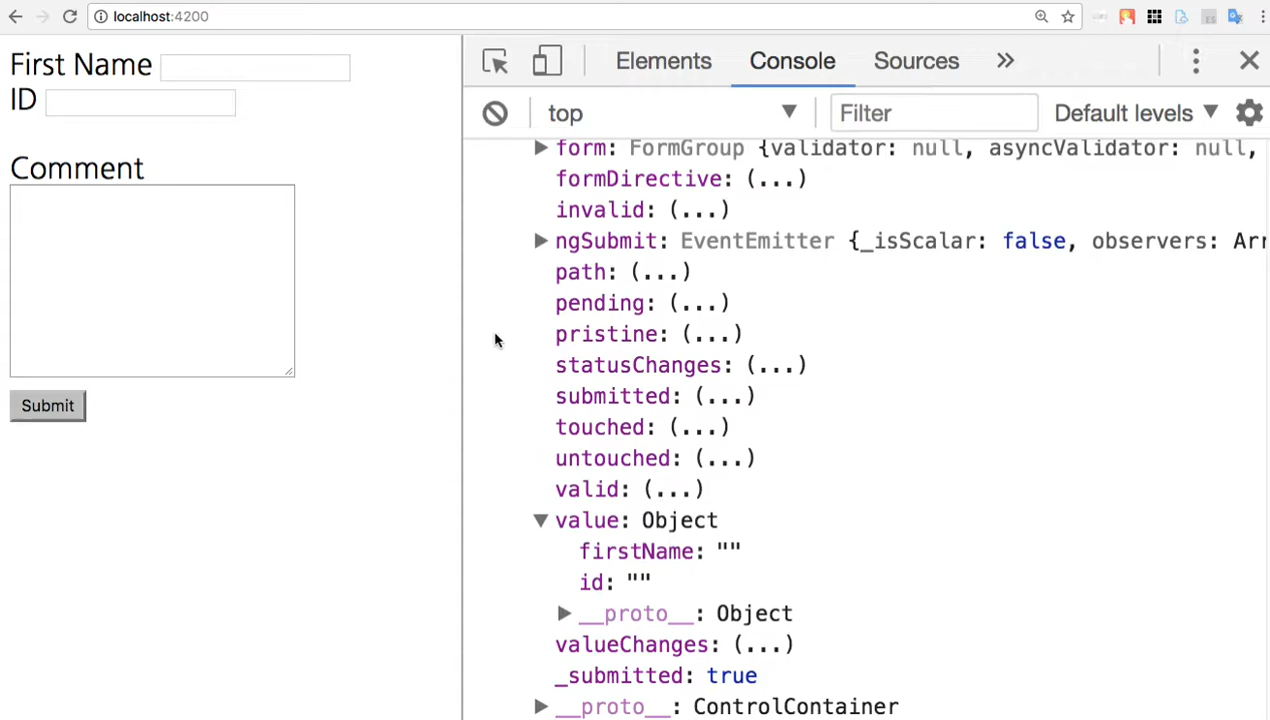 localhost:4200
First Name
ID
Comment
Submit
Elements Console Sources
top Filter Default levels
form: FormGroup {validator: null, asyncValidator: null,
formDirective: (...)
invalid: (...)
ngSubmit: EventEmitter {_isScalar: false, observers: Arr
path: (...)
pending: (...)
pristine: (...)
statusChanges: (...)
submitted: (...)
touched: (...)
untouched: (...)
valid: (...)
value: Object
firstName: ""
id: ""
__proto__: Object
valueChanges: (...)
_submitted: true
__proto__: ControlContainer